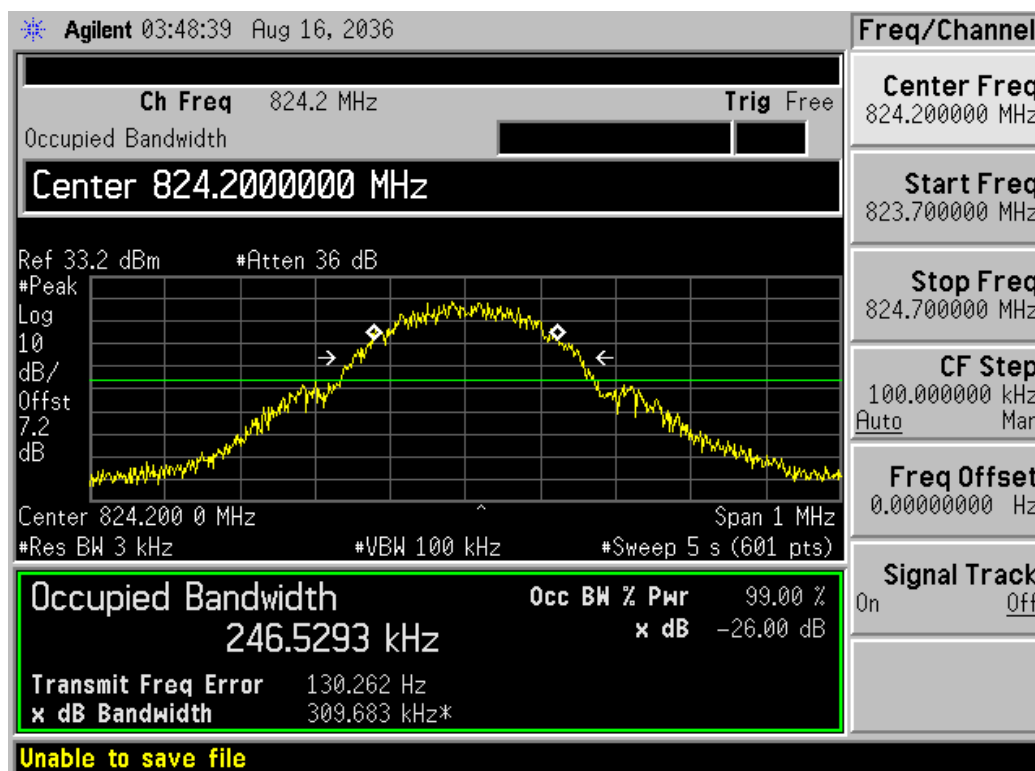 Agilent 03:48:39 Aug 16, 2036
Ch Freq 824.2 MHz Trig Free
Occupied Bandwidth
Center 824.2000000 MHz
Ref 33.2 dBm #Atten 36 dB
#Peak
Log
10
dB/
Offst
7.2
dB
Center 824.200 0 MHz Span 1 MHz
#Res BW 3 kHz #VBW 100 kHz #Sweep 5 s (601 pts)
Occupied Bandwidth
246.5293 kHz
Occ BW % Pwr 99.00 %
x dB -26.00 dB
Transmit Freq Error 130.262 Hz
x dB Bandwidth 309.683 kHz*
Unable to save file
Freq/Channel
Center Freq
824.200000 MHz
Start Freq
823.700000 MHz
Stop Freq
824.700000 MHz
CF Step
100.000000 kHz
Auto Man
Freq Offset
0.00000000 Hz
Signal Track
On Off